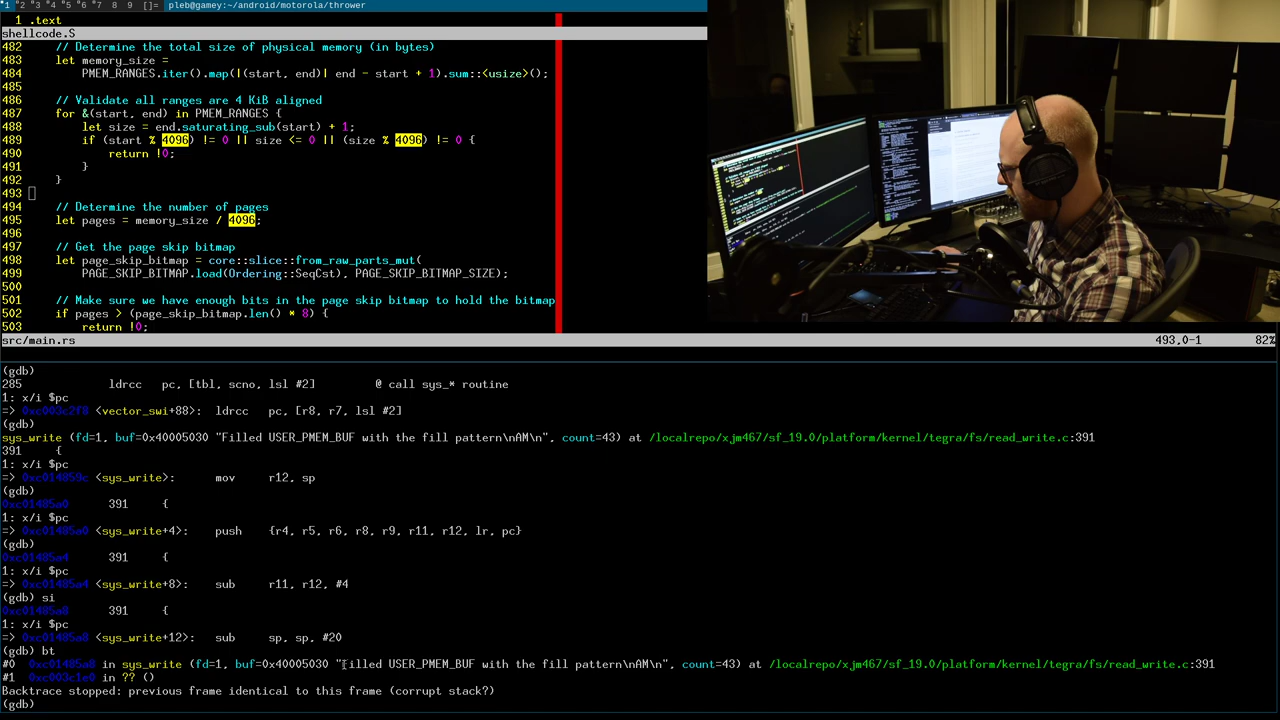 1 2 3 4 5 6 7 8 9 []= pleb@gamey:~/android/motorola/thrower
1 .text
shellcode.S
482 // Determine the total size of physical memory (in bytes)
483 let memory_size =
484 PMEM_RANGES.iter().map(|(start, end)| end - start + 1).sum::<usize>();
485
486 // Validate all ranges are 4 KiB aligned
487 for &(start, end) in PMEM_RANGES {
488 let size = end.saturating_sub(start) + 1;
489 if (start % 4096) != 0 || size <= 0 || (size % 4096) != 0 {
490 return !0;
491 }
492 }
493
494 // Determine the number of pages
495 let pages = memory_size / 4096;
496
497 // Get the page skip bitmap
498 let page_skip_bitmap = core::slice::from_raw_parts_mut(
499 PAGE_SKIP_BITMAP.load(Ordering::SeqCst), PAGE_SKIP_BITMAP_SIZE);
500
501 // Make sure we have enough bits in the page skip bitmap to hold the bitmap
502 if pages > (page_skip_bitmap.len() * 8) {
503 return !0;
src/main.rs 493,0-1 82%
(gdb)
285 ldrcc pc, [tbl, scno, lsl #2] @ call sys_* routine
1: x/i $pc
=> 0xc003c2f8 <vector_swi+88>: ldrcc pc, [r8, r7, lsl #2]
(gdb)
sys_write (fd=1, buf=0x40005030 "Filled USER_PMEM_BUF with the fill pattern\nAM\n", count=43) at /localrepo/xjm467/sf_19.0/platform/kernel/tegra/fs/read_write.c:391
391 {
1: x/i $pc
=> 0xc014859c <sys_write>: mov r12, sp
(gdb)
0xc01485a0 391 {
1: x/i $pc
=> 0xc01485a0 <sys_write+4>: push {r4, r5, r6, r8, r9, r11, r12, lr, pc}
(gdb)
0xc01485a4 391 {
1: x/i $pc
=> 0xc01485a4 <sys_write+8>: sub r11, r12, #4
(gdb) si
0xc01485a8 391 {
1: x/i $pc
=> 0xc01485a8 <sys_write+12>: sub sp, sp, #20
(gdb) bt
#0 0xc01485a8 in sys_write (fd=1, buf=0x40005030 "Filled USER_PMEM_BUF with the fill pattern\nAM\n", count=43) at /localrepo/xjm467/sf_19.0/platform/kernel/tegra/fs/read_write.c:391
#1 0xc003c1e0 in ?? ()
Backtrace stopped: previous frame identical to this frame (corrupt stack?)
(gdb)